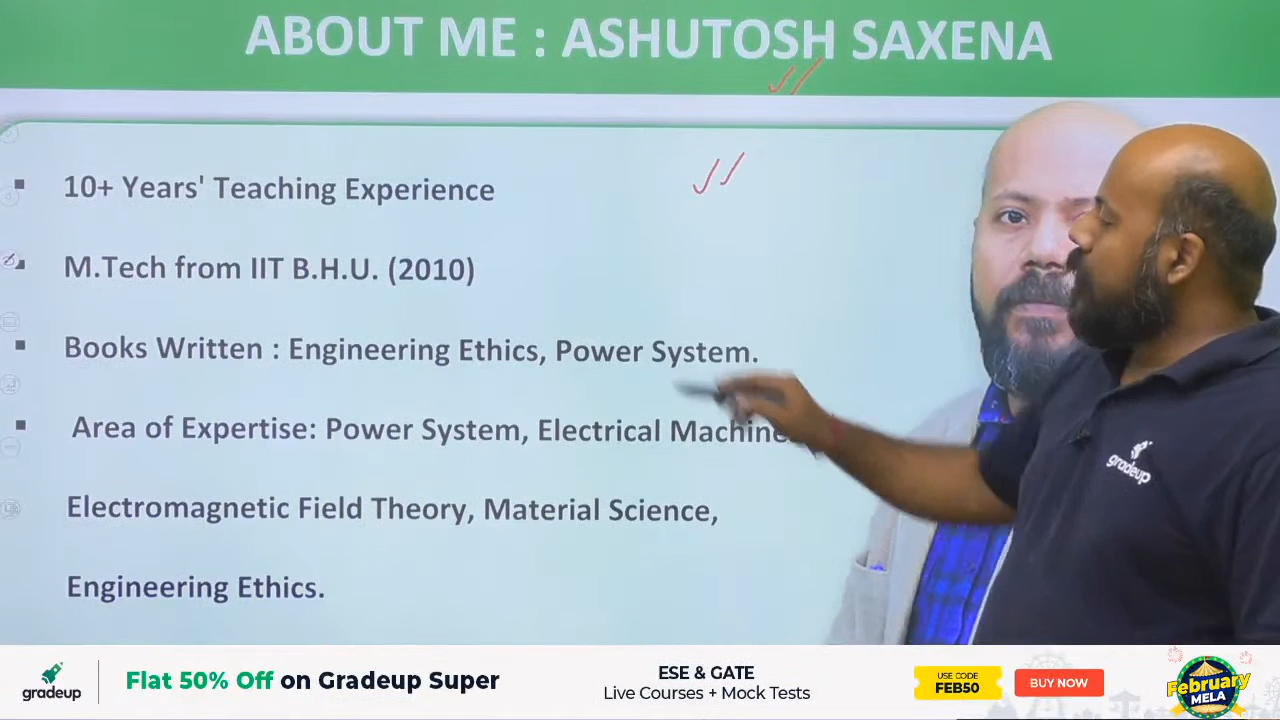 ABOUT ME : ASHUTOSH SAXENA
10+ Years' Teaching Experience
M.Tech from IIT B.H.U. (2010)
Books Written : Engineering Ethics, Power System.
Area of Expertise: Power System, Electrical Machine
Electromagnetic Field Theory, Material Science,
Engineering Ethics.
gradeup
gradeup
Flat 50% Off on Gradeup Super
ESE & GATE
Live Courses + Mock Tests
USE CODE
FEB50
BUY NOW
February
MELA